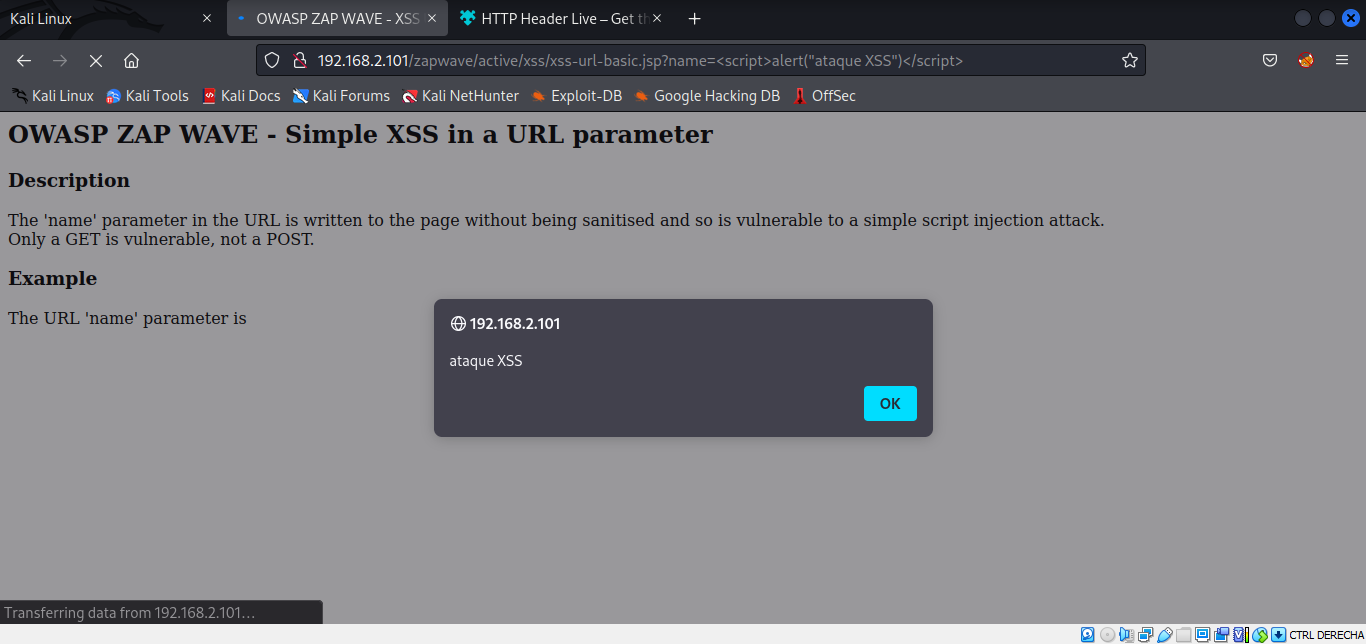 Kali Linux
OWASP ZAP WAVE - XSS
HTTP Header Live – Get th
192.168.2.101/zapwave/active/xss/xss-url-basic.jsp?name=<script>alert("ataque XSS")</script>
Kali Linux
Kali Tools
Kali Docs
Kali Forums
Kali NetHunter
Exploit-DB
Google Hacking DB
OffSec
OWASP ZAP WAVE - Simple XSS in a URL parameter
Description
The 'name' parameter in the URL is written to the page without being sanitised and so is vulnerable to a simple script injection attack.
Only a GET is vulnerable, not a POST.
Example
The URL 'name' parameter is
192.168.2.101
ataque XSS
OK
Transferring data from 192.168.2.101…
CTRL DERECHA